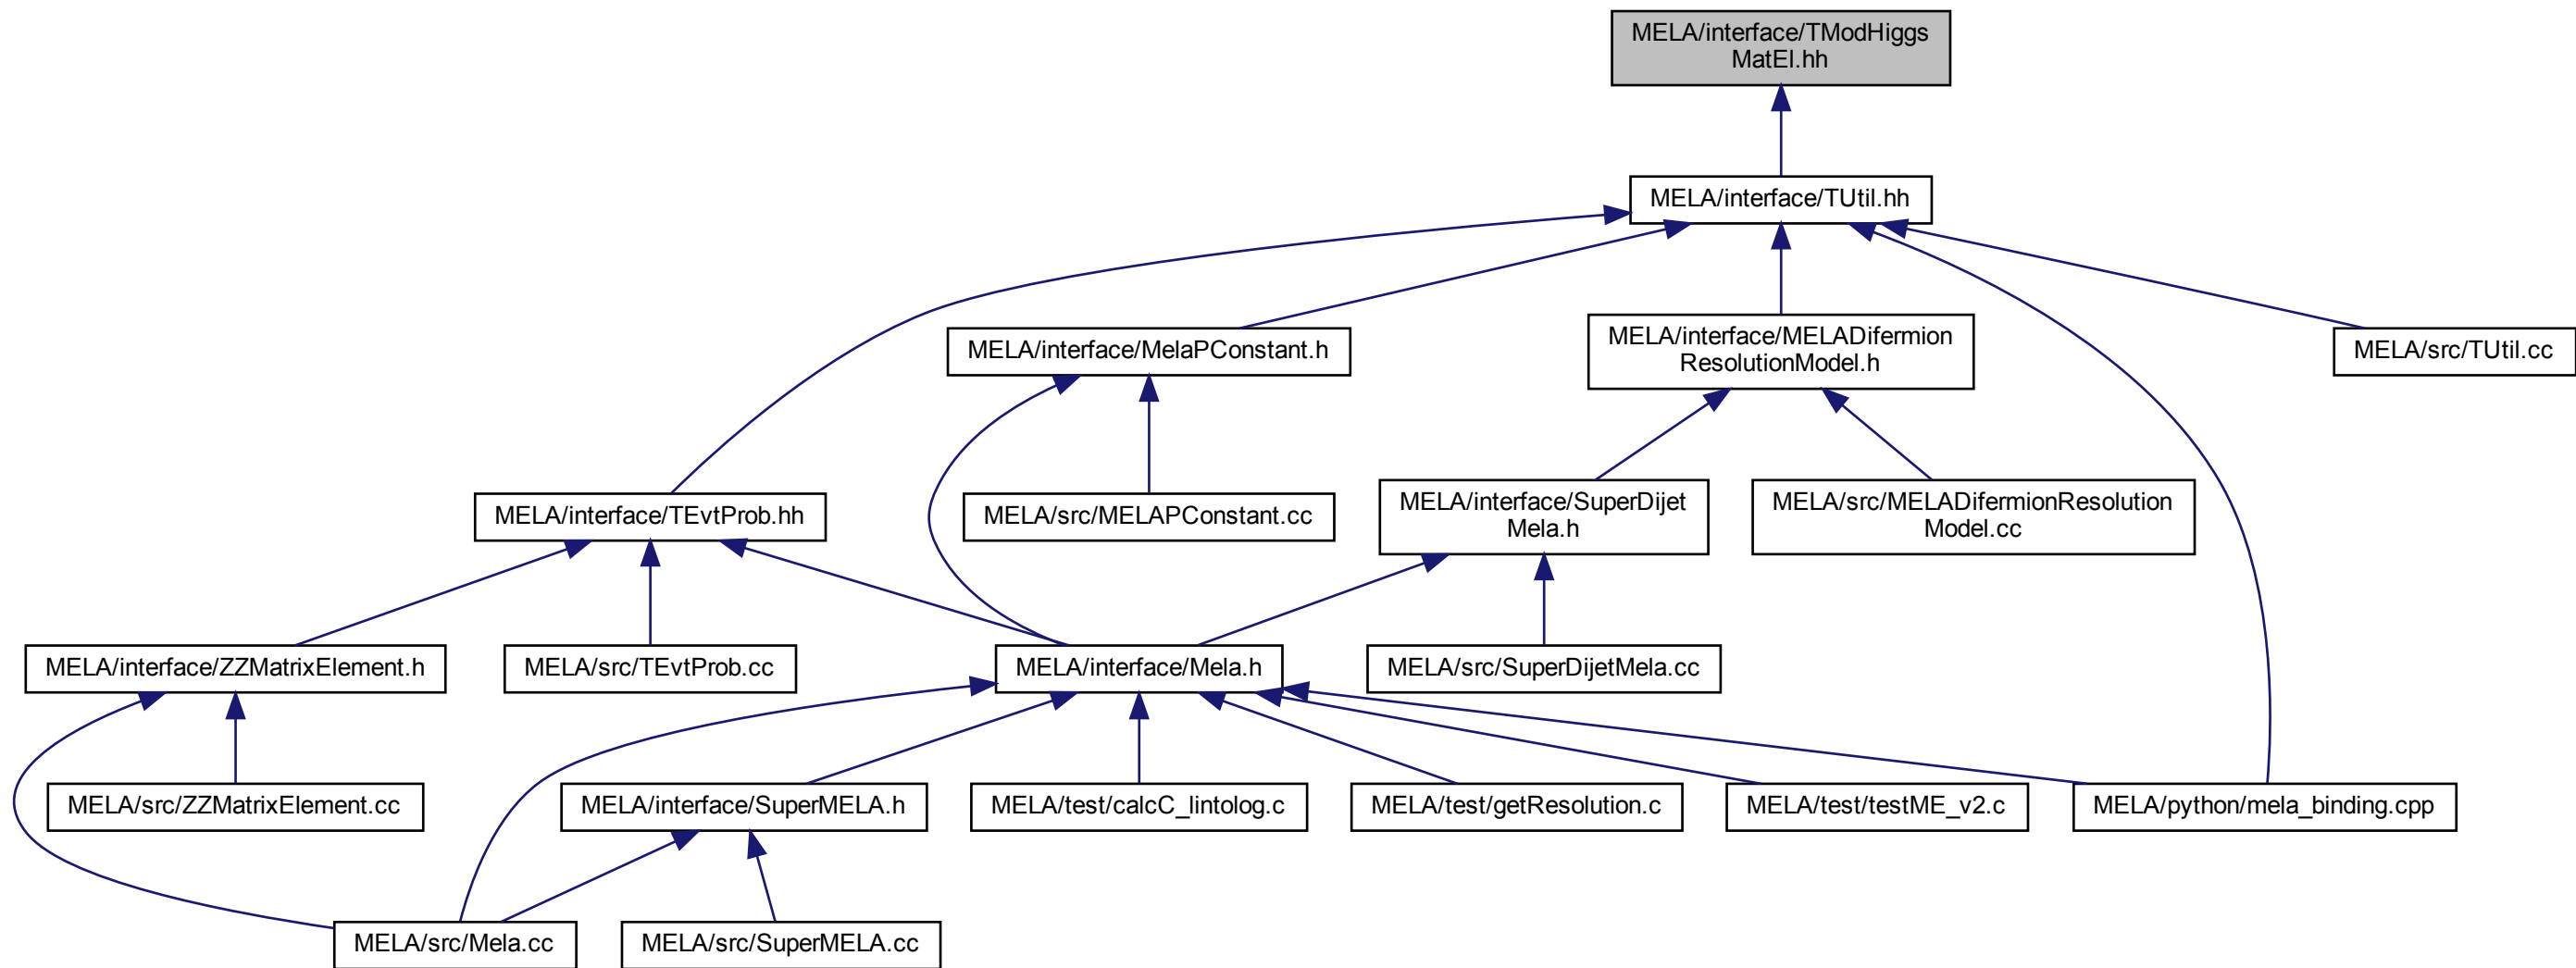 MELA/interface/TModHiggs
MatEl.hh
MELA/interface/TUtil.hh
MELA/interface/MelaPConstant.h
MELA/interface/MELADifermion
ResolutionModel.h
MELA/src/TUtil.cc
MELA/interface/TEvtProb.hh
MELA/src/MELAPConstant.cc
MELA/interface/SuperDijet
Mela.h
MELA/src/MELADifermionResolution
Model.cc
MELA/interface/ZZMatrixElement.h
MELA/src/TEvtProb.cc
MELA/interface/Mela.h
MELA/src/SuperDijetMela.cc
MELA/src/ZZMatrixElement.cc
MELA/interface/SuperMELA.h
MELA/test/calcC_lintolog.c
MELA/test/getResolution.c
MELA/test/testME_v2.c
MELA/python/mela_binding.cpp
MELA/src/Mela.cc
MELA/src/SuperMELA.cc